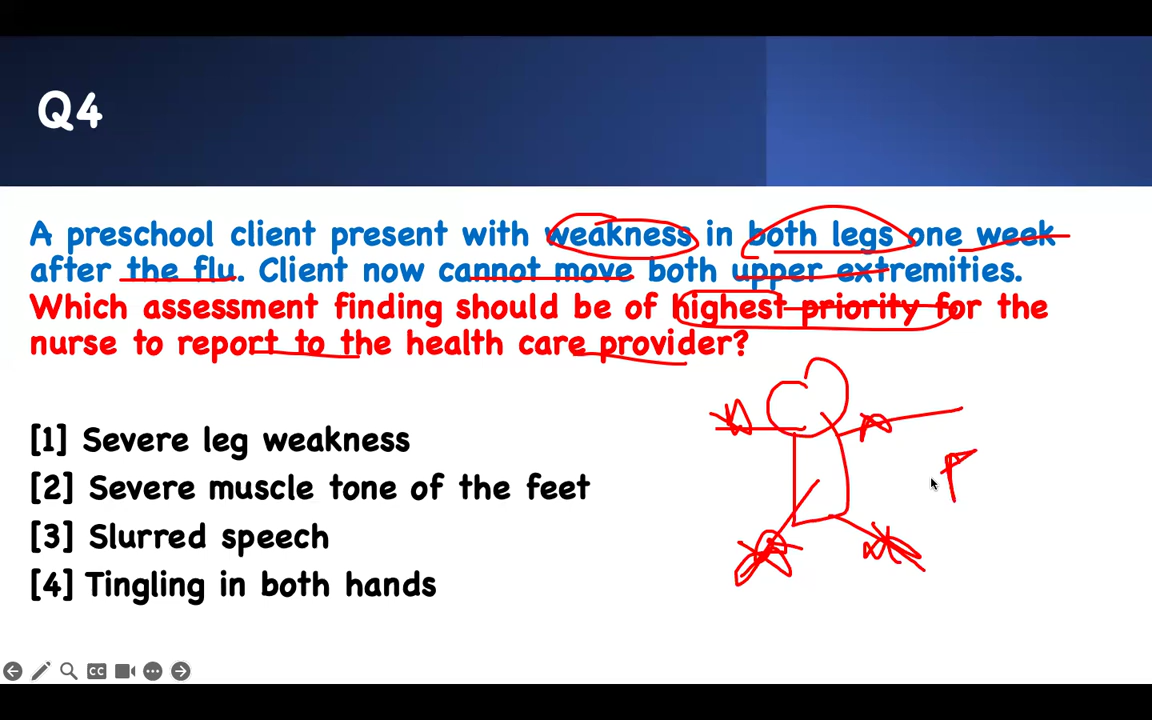 Q4
A preschool client present with weakness in both legs one week
after the flu. Client now cannot move both upper extremities.
Which assessment finding should be of highest priority for the
nurse to report to the health care provider?
[1] Severe leg weakness
[2] Severe muscle tone of the feet
[3] Slurred speech
[4] Tingling in both hands
CC